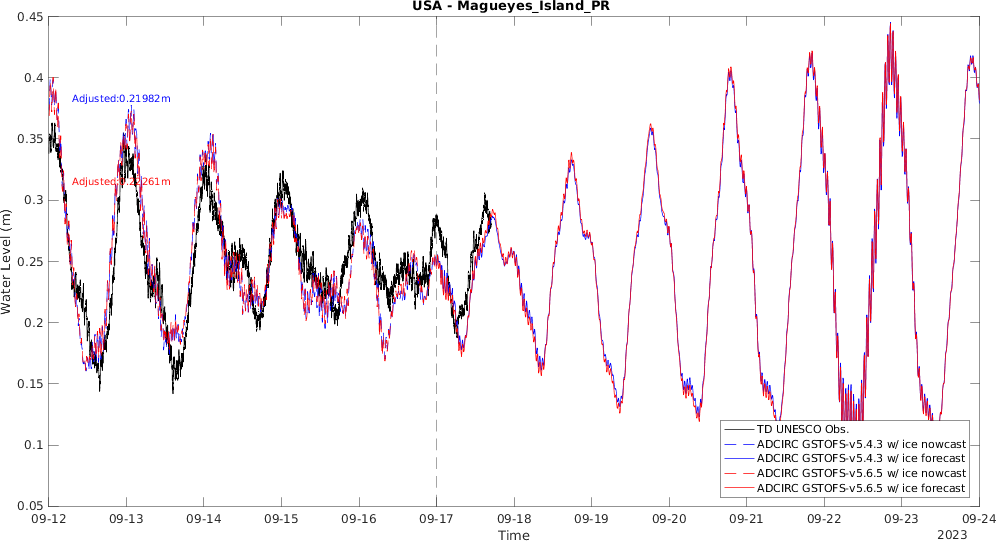 USA - Magueyes_Island_PR
0.45
0.4
0.35
0.3
0.25
0.2
0.15
0.1
0.05
Water Level (m)
Adjusted:0.21982m
TD UNESCO Obs.
ADCIRC GSTOFS-v5.4.3 w/ ice nowcast
ADCIRC GSTOFS-v5.4.3 w/ ice forecast
ADCIRC GSTOFS-v5.6.5 w/ ice nowcast
ADCIRC GSTOFS-v5.6.5 w/ ice forecast
09-12 09-13 09-14 09-15 09-16 09-17 09-18 09-19 09-20 09-21 09-22 09-23 09-24
Time
2023